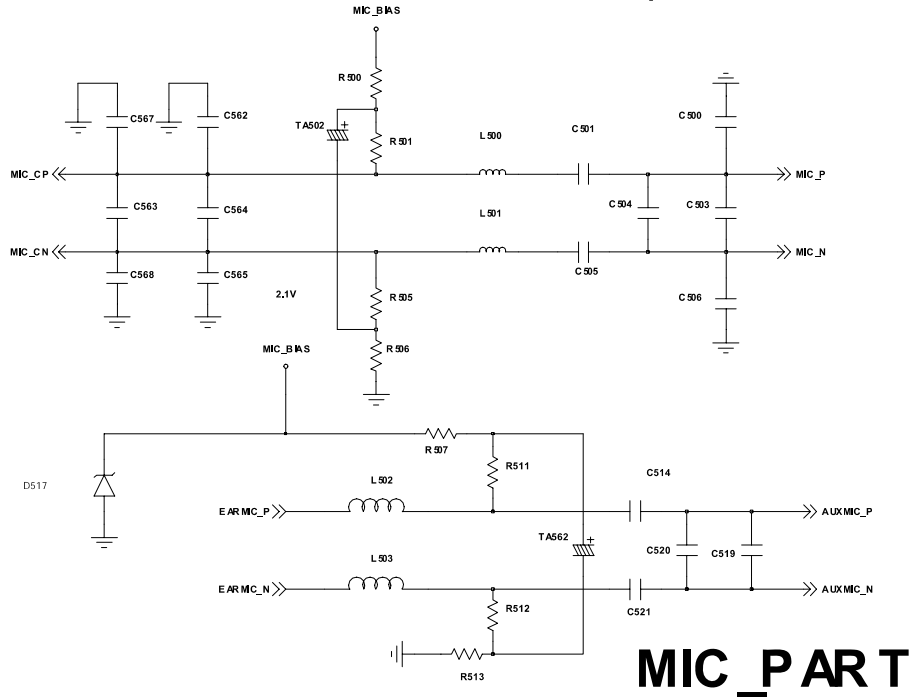 MIC_BIAS
R500
C567
C562
TA502
+
R501
L500
C501
C500
MIC_CP
MIC_P
C563
C564
L501
C504
C503
MIC_CN
MIC_N
C568
C565
C505
2.1V
R505
C506
R506
MIC_BIAS
R507
R511
C514
D517
L502
EARMIC_P
AUXMIC_P
TA562
+
C520
C519
L503
EARMIC_N
AUXMIC_N
R512
C521
R513
MIC_PART